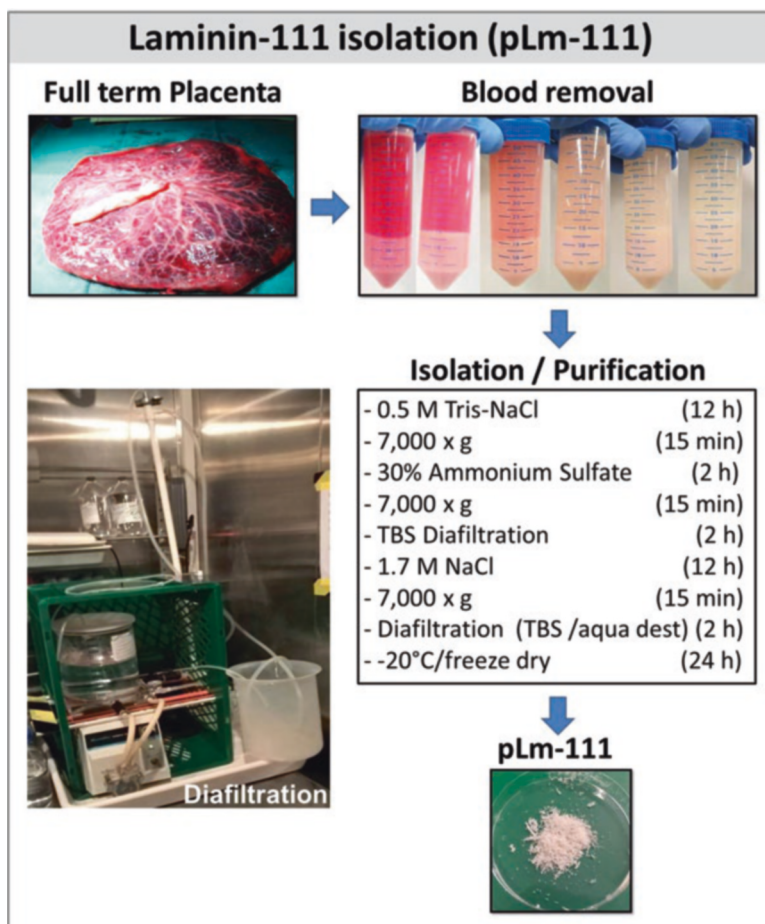 Laminin-111 isolation (pLm-111)
Full term Placenta
Blood removal
Isolation / Purification
- 0.5 M Tris-NaCl (12 h)
- 7,000 x g (15 min)
- 30% Ammonium Sulfate (2 h)
- 7,000 x g (15 min)
- TBS Diafiltration (2 h)
- 1.7 M NaCl (12 h)
- 7,000 x g (15 min)
- Diafiltration (TBS /aqua dest) (2 h)
- -20°C/freeze dry (24 h)
Diafiltration
pLm-111